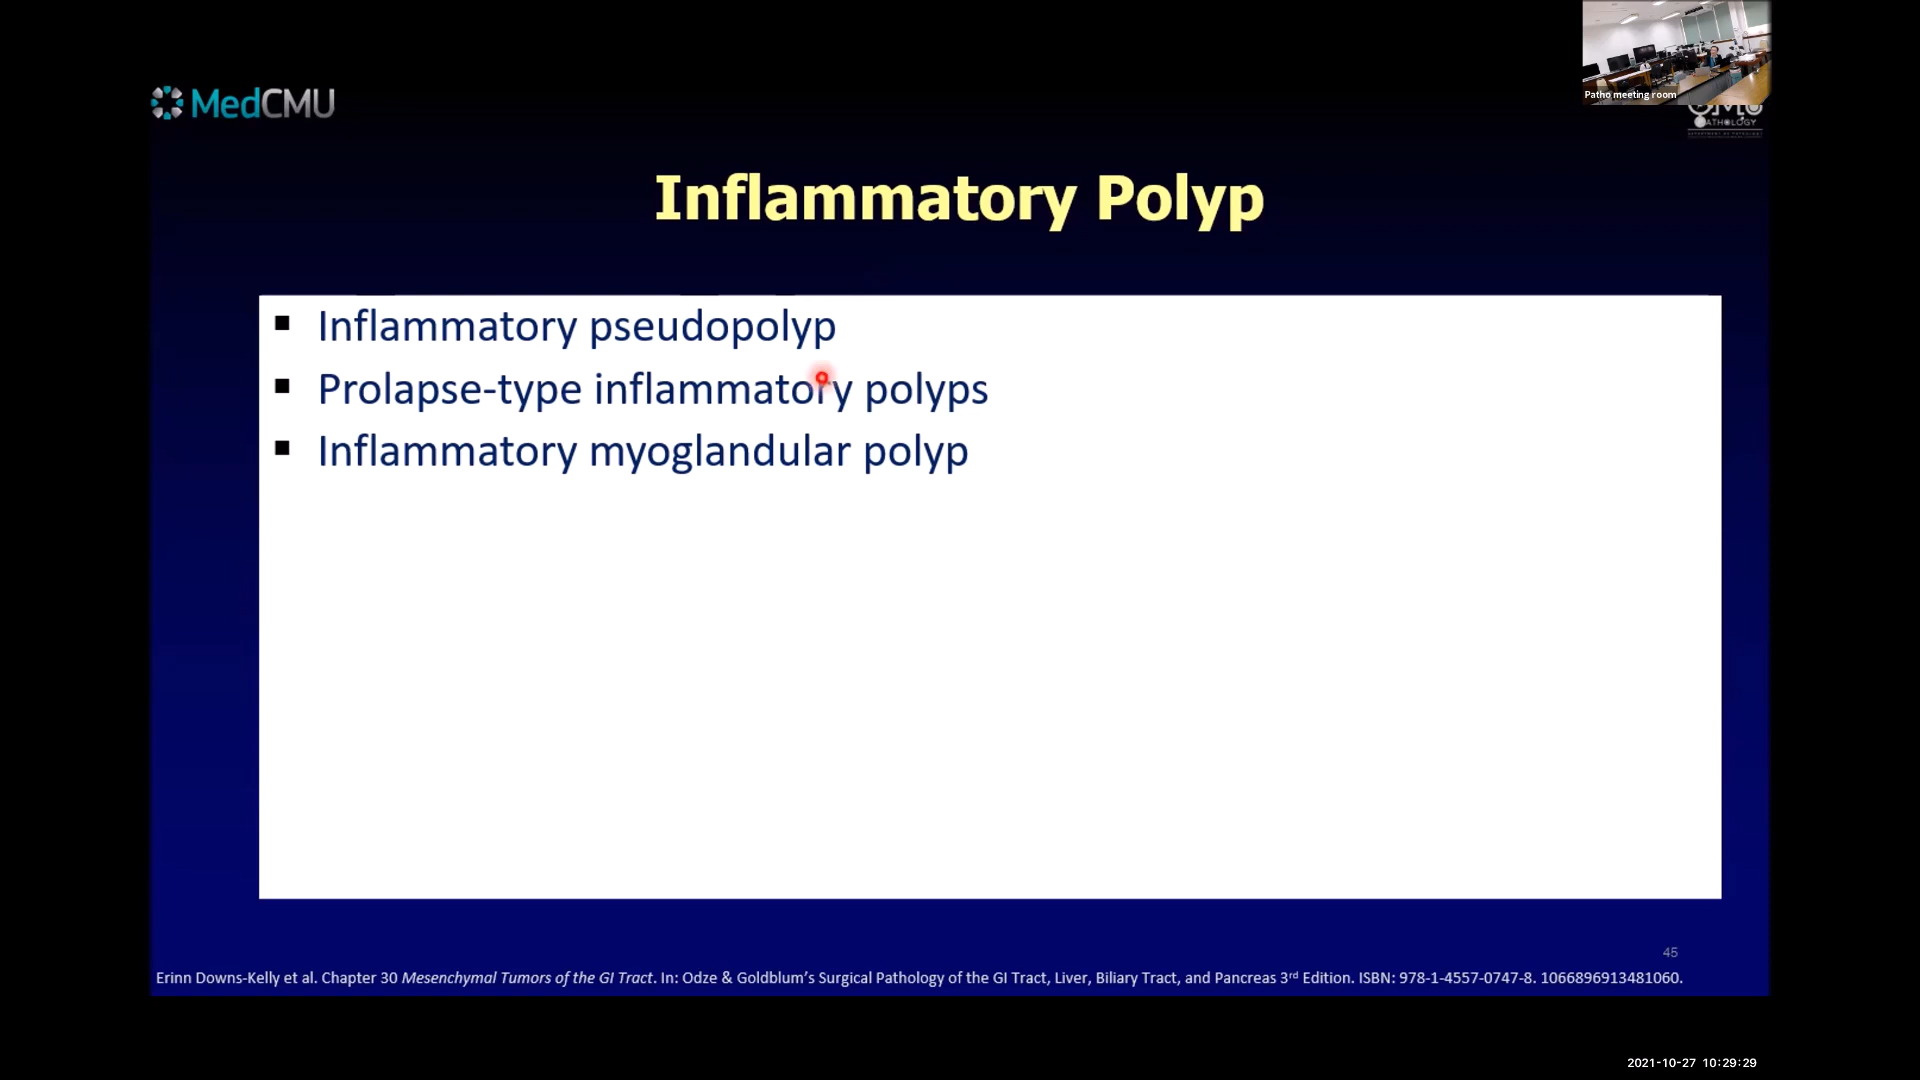 Patho meeting room
MedCMU
PATHOLOGY
Inflammatory Polyp
Inflammatory pseudopolyp
Prolapse-type inflammatory polyps
Inflammatory myoglandular polyp
45
Erinn Downs-Kelly et al. Chapter 30 Mesenchymal Tumors of the GI Tract. In: Odze & Goldblum’s Surgical Pathology of the GI Tract, Liver, Biliary Tract, and Pancreas 3rd Edition. ISBN: 978-1-4557-0747-8. 1066896913481060.
2021-10-27 10:29:29